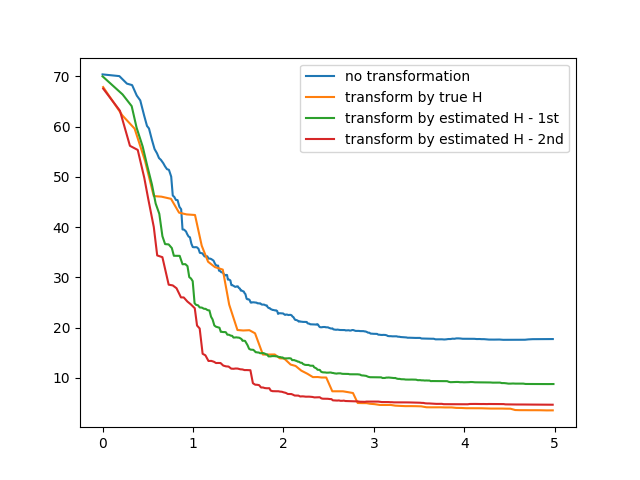 70
60
50
40
30
20
10
0 1 2 3 4 5
no transformation
transform by true H
transform by estimated H - 1st
transform by estimated H - 2nd